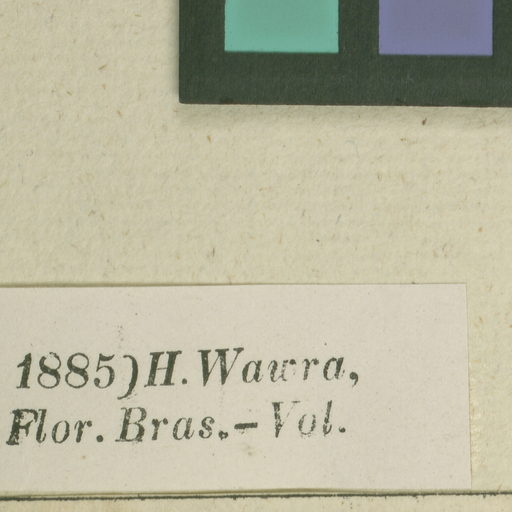 1885) H. Wawra,
Flor. Bras. – Vol.